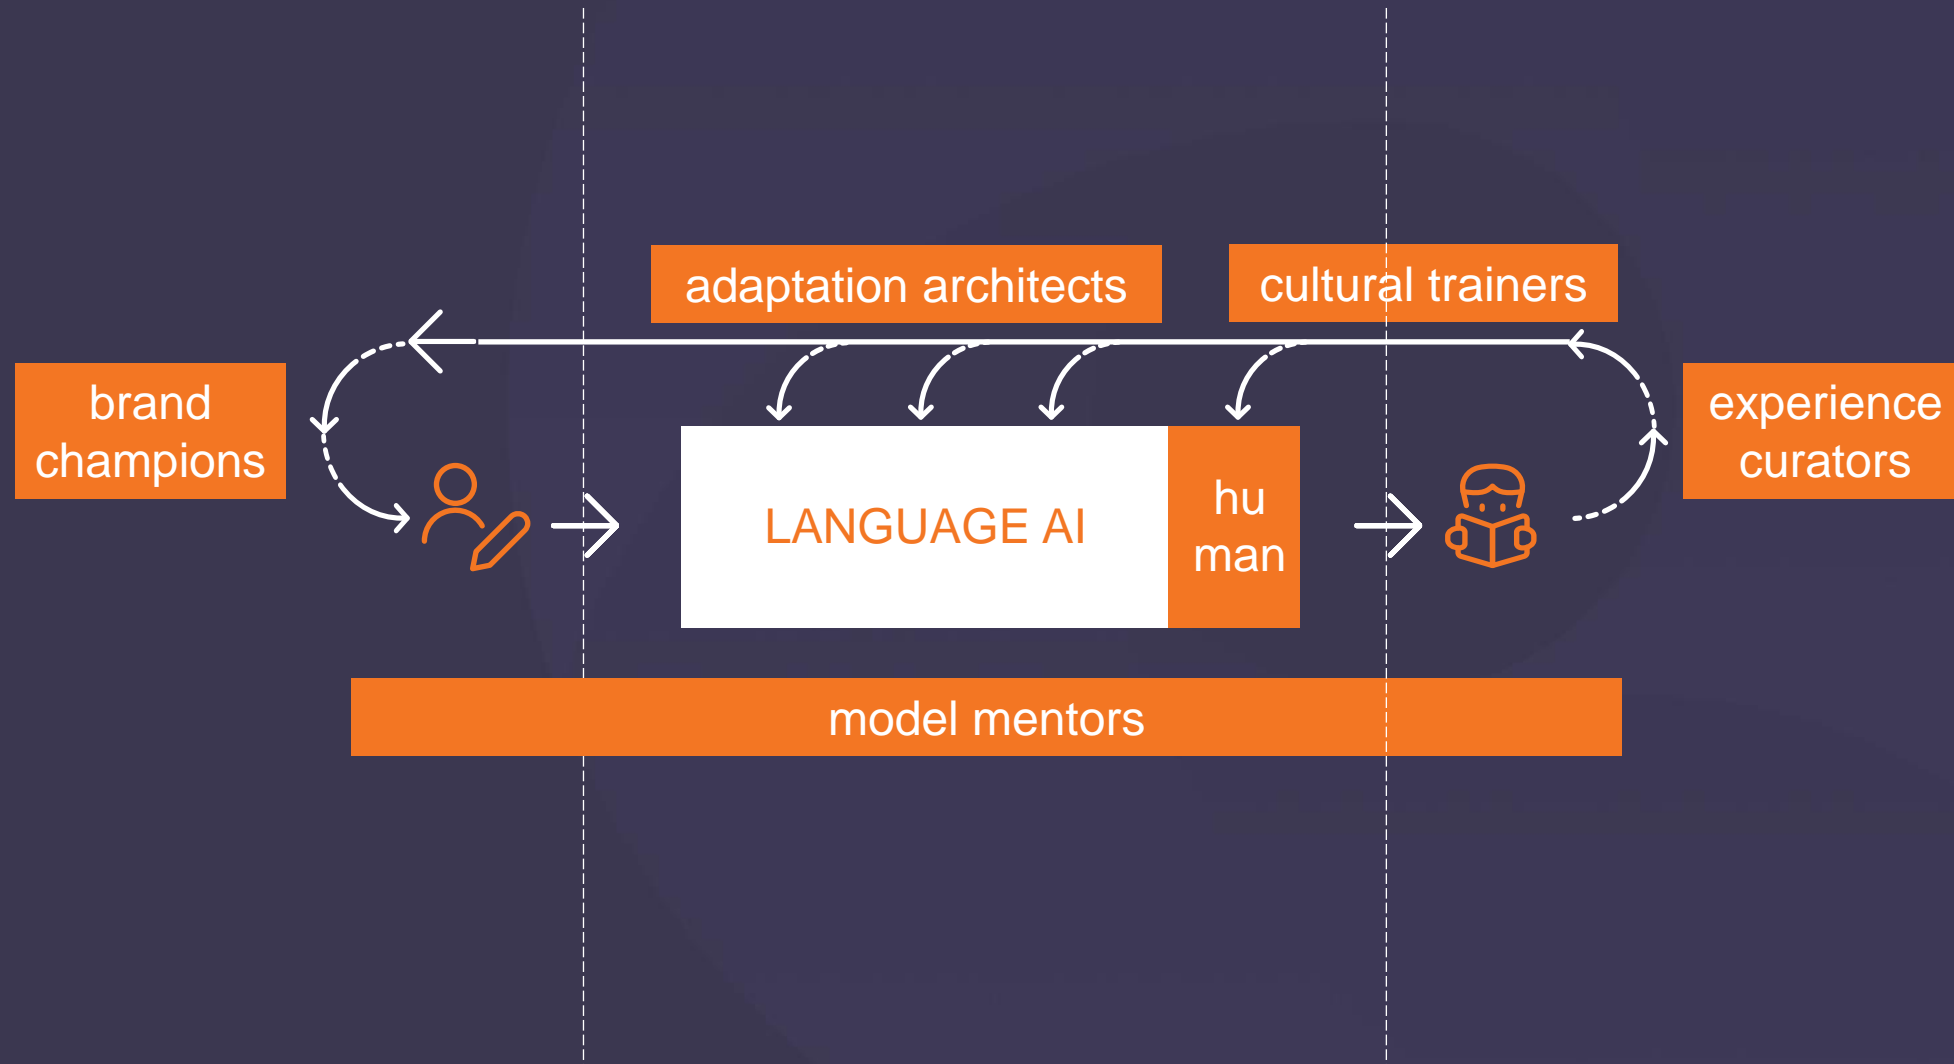 adaptation architects
cultural trainers
brand
champions
experience
curators
LANGUAGE AI
hu
man
model mentors